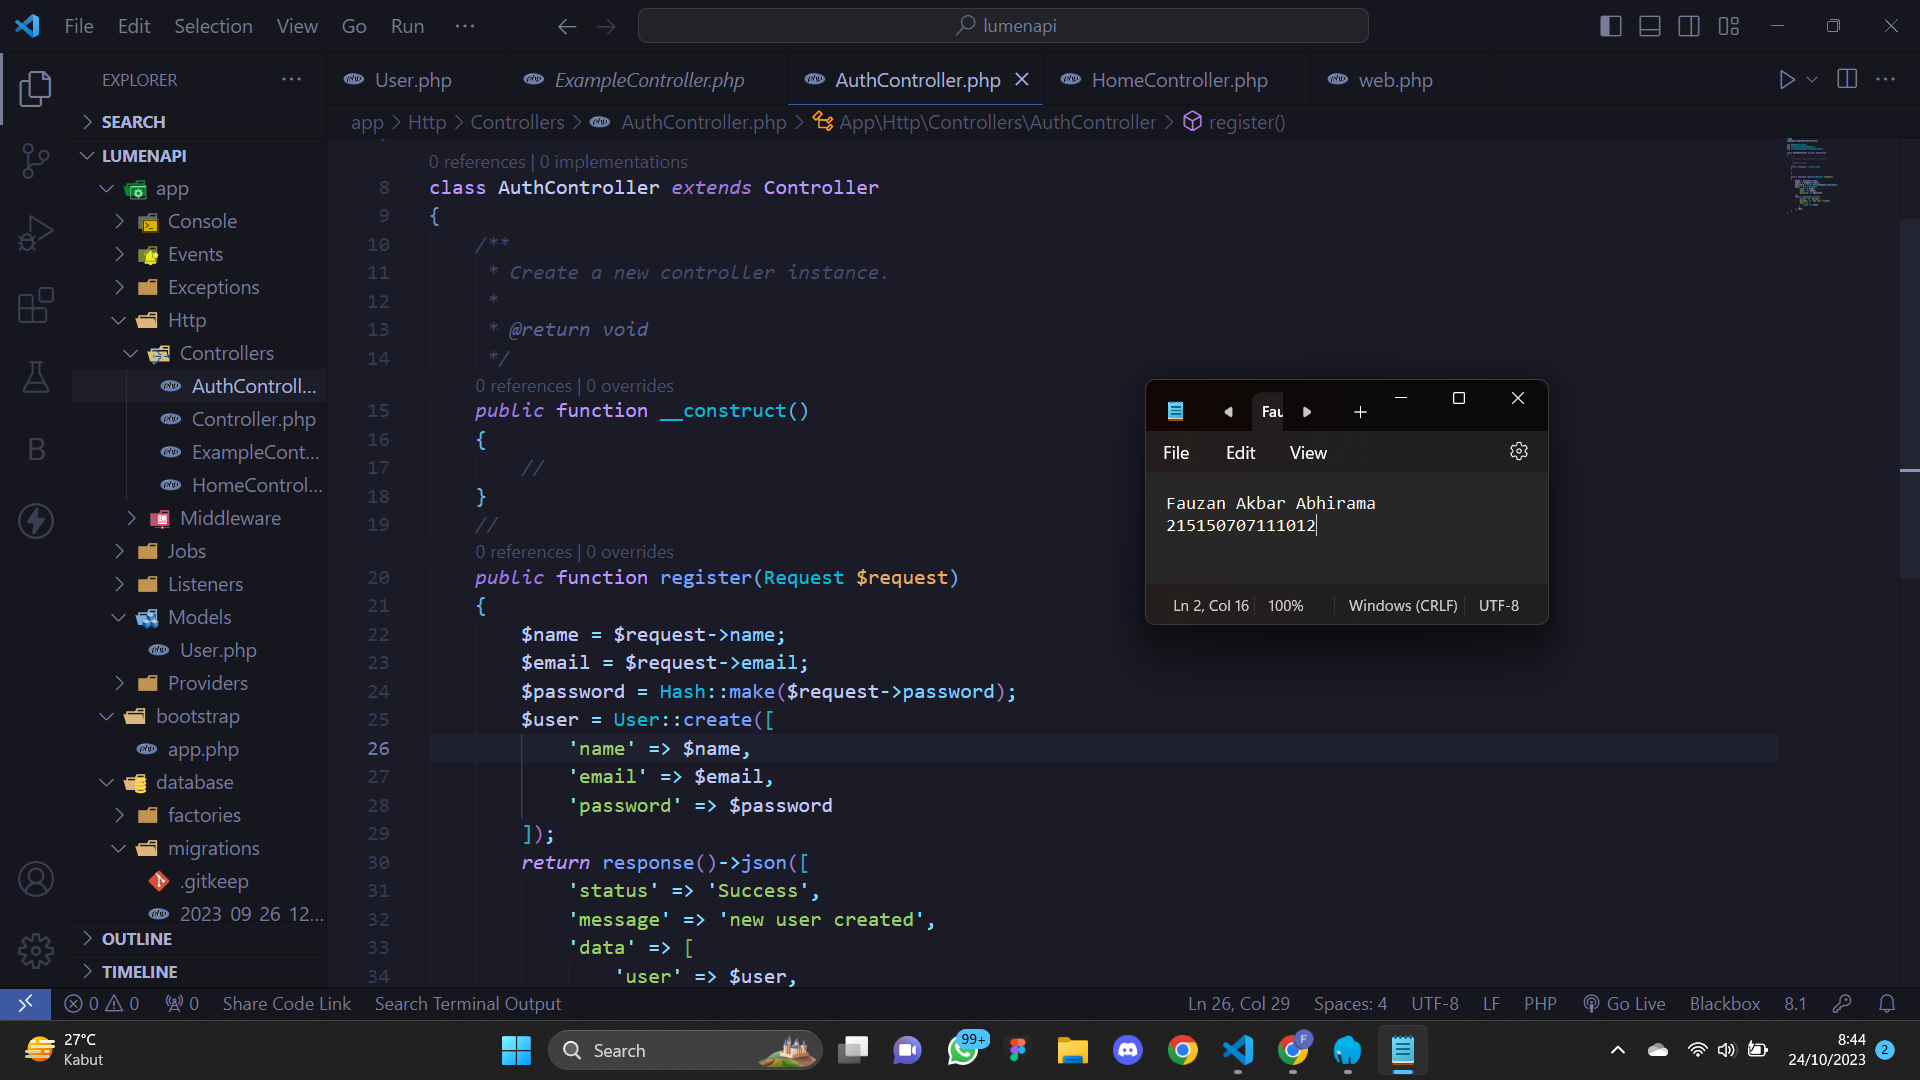 File Edit Selection View Go Run ···
lumenapi
EXPLORER ···
SEARCH
LUMENAPI
app
Console
Events
Exceptions
Http
Controllers
AuthControll...
Controller.php
ExampleCont...
HomeControl...
Middleware
Jobs
Listeners
Models
User.php
Providers
bootstrap
app.php
database
factories
migrations
.gitkeep
2023_09_26_12...
OUTLINE
TIMELINE
User.php ExampleController.php AuthController.php HomeController.php web.php
app > Http > Controllers > AuthController.php > App\Http\Controllers\AuthController > register()
0 references | 0 implementations
8 class AuthController extends Controller
9 {
10 /**
11 * Create a new controller instance.
12 *
13 * @return void
14 */
0 references | 0 overrides
15 public function __construct()
16 {
17 //
18 }
19 //
0 references | 0 overrides
20 public function register(Request $request)
21 {
22 $name = $request->name;
23 $email = $request->email;
24 $password = Hash::make($request->password);
25 $user = User::create([
26 'name' => $name,
27 'email' => $email,
28 'password' => $password
29 ]);
30 return response()->json([
31 'status' => 'Success',
32 'message' => 'new user created',
33 'data' => [
34 'user' => $user,
Fau
File Edit View
Fauzan Akbar Abhirama
215150707111012
Ln 2, Col 16 100% Windows (CRLF) UTF-8
0 0 0 Share Code Link Search Terminal Output Ln 26, Col 29 Spaces: 4 UTF-8 LF PHP Go Live Blackbox 8.1
27°C
Kabut
Search
99+
F
8:44
24/10/2023
2